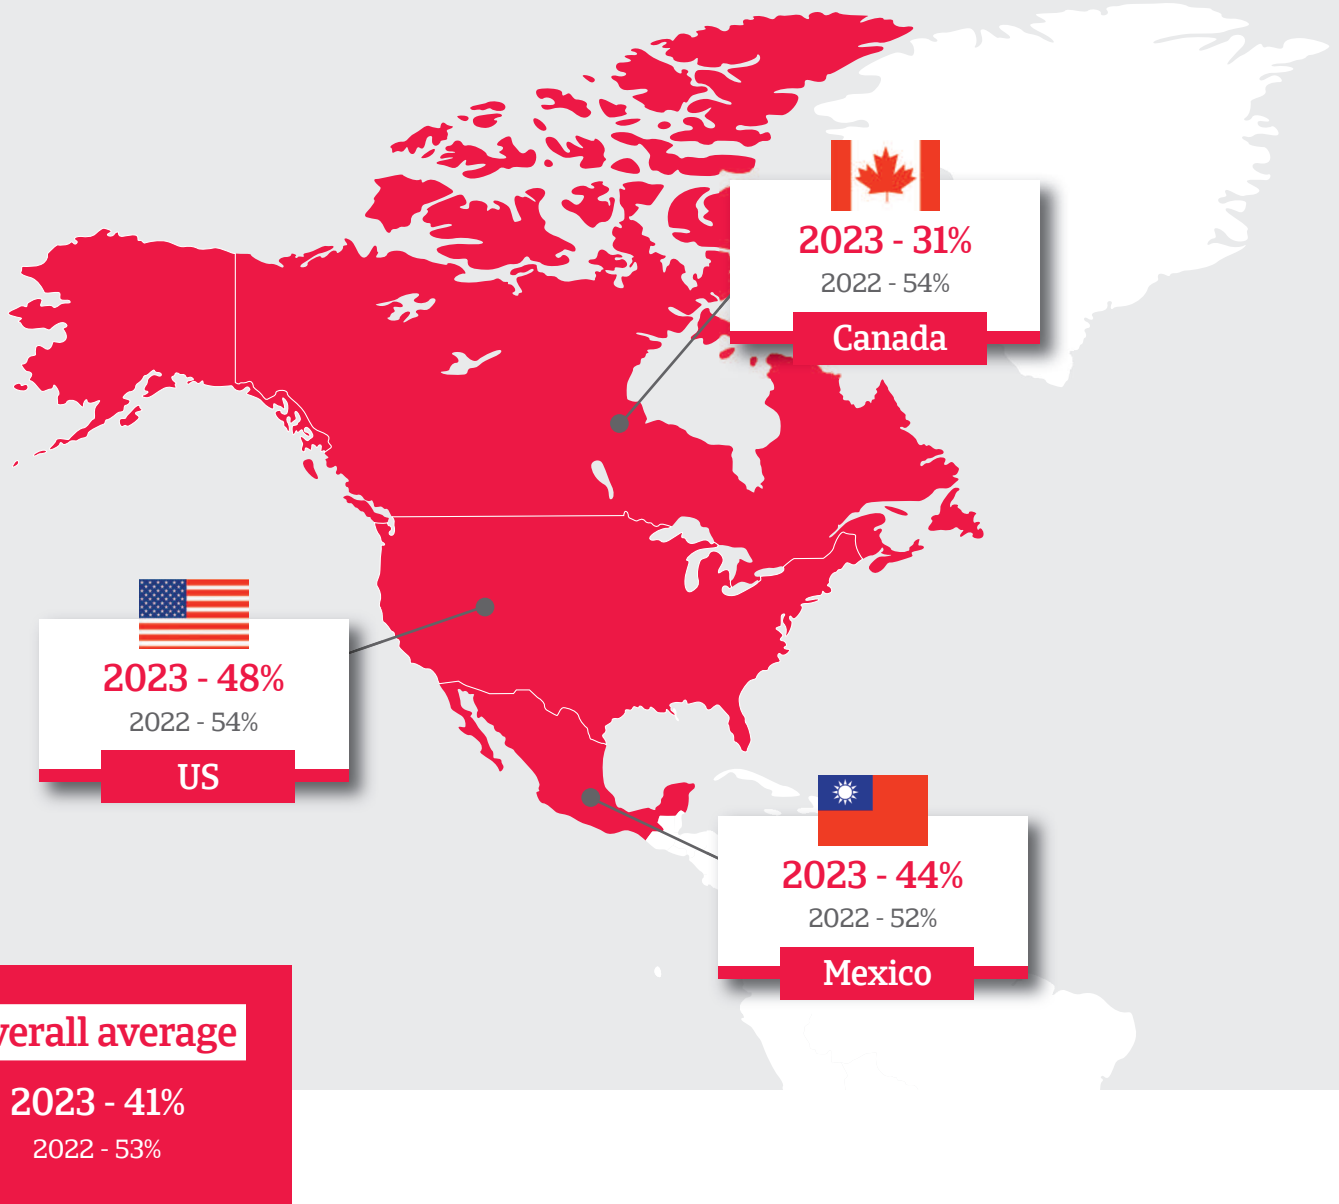 2023 - 31%
2022 - 54%
Canada
2023 - 48%
2022 - 54%
US
2023 - 44%
2022 - 52%
Mexico
verall average
2023 - 41%
2022 - 53%